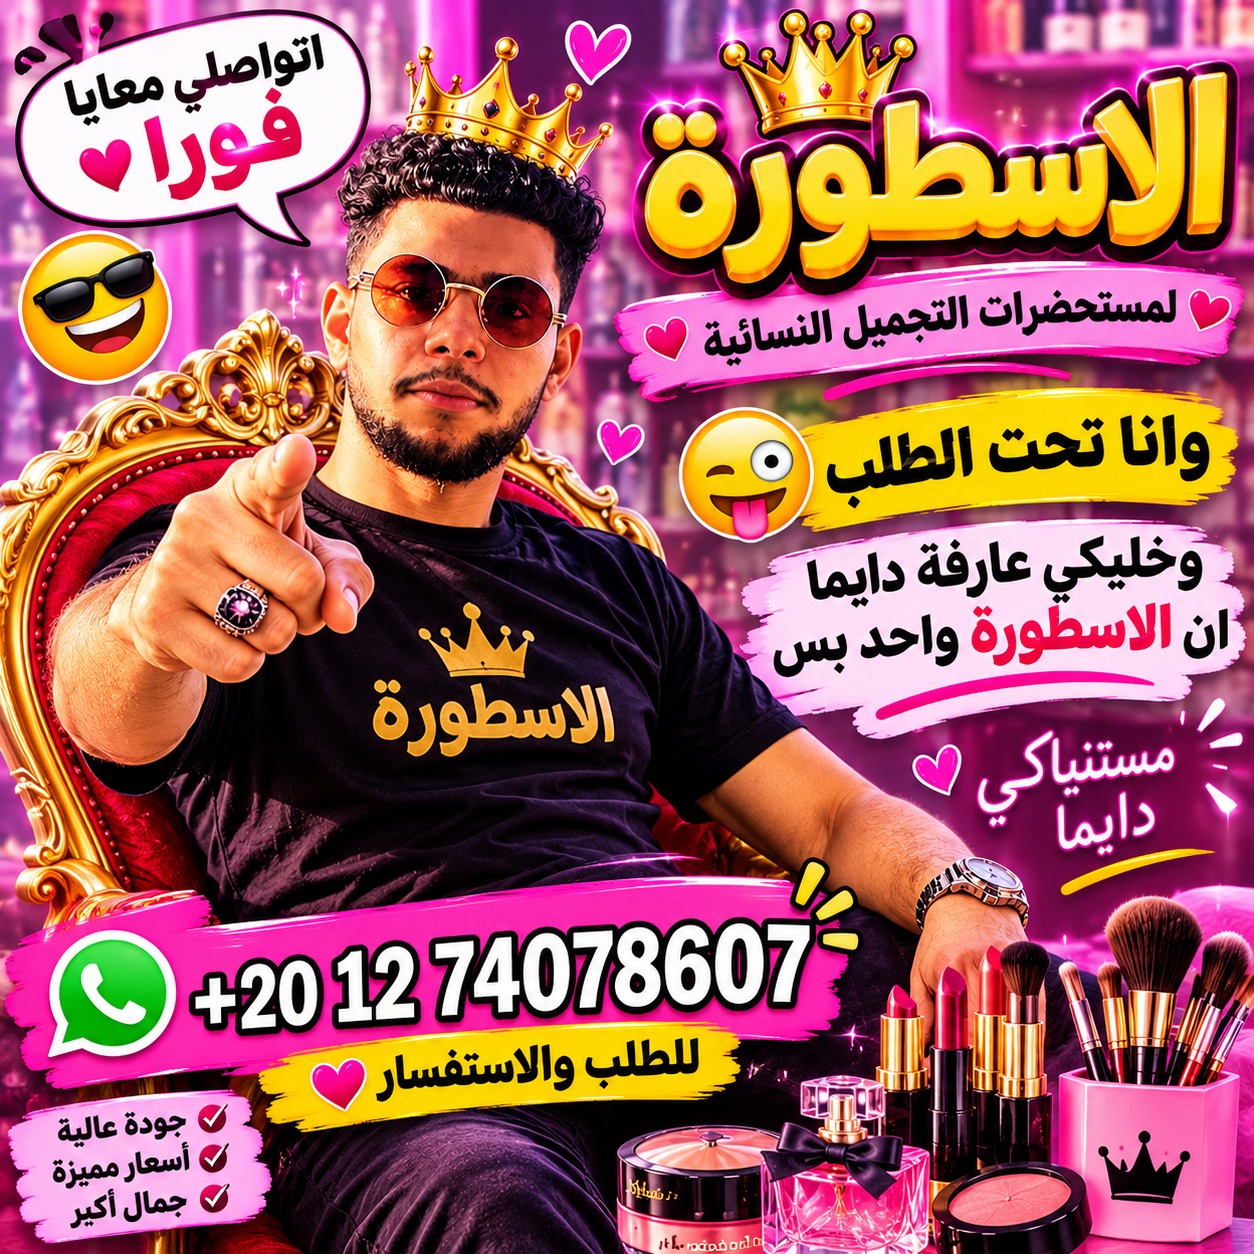 اتواصلي معايا
فورا
الاسطورة
لمستحضرات التجميل النسائية
وانا تحت الطلب
وخليكي عارفة دايما
ان الاسطورة واحد بس
مستنياكي
دايما
الاسطورة
+20 12 74078607
للطلب والاستفسار
جودة عالية
أسعار مميزة
جمال أكبر